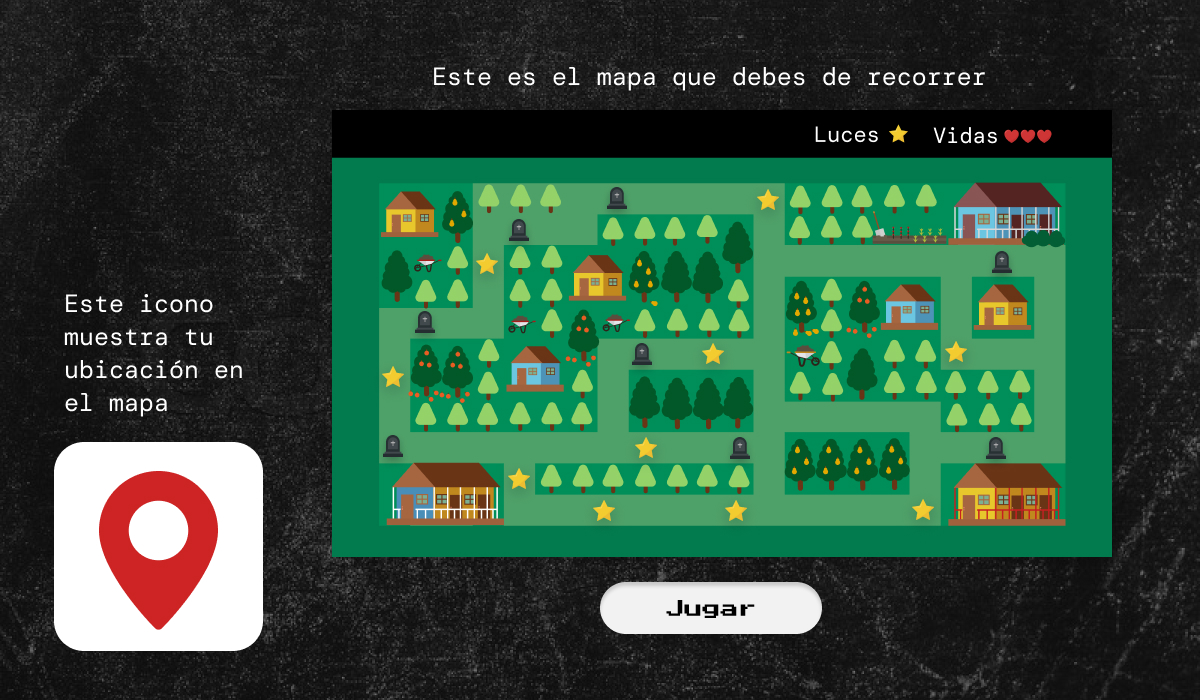 Este es el mapa que debes de recorrer
Luces Vidas
Este icono
muestra tu
ubicación en
el mapa
Jugar